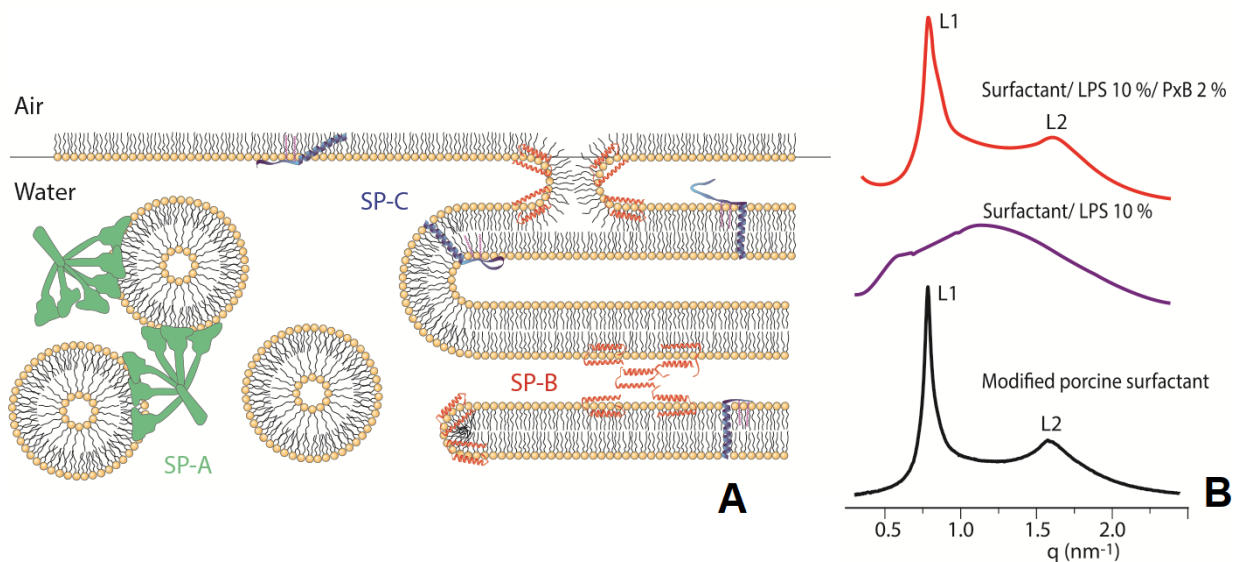 Air
Water
SP-C
SP-B
SP-A
A
L1
Surfactant/ LPS 10 %/ PxB 2 %
L2
Surfactant/ LPS 10 %
L1
Modified porcine surfactant
L2
0.5 1.0 1.5 2.0
q (nm-1)
B